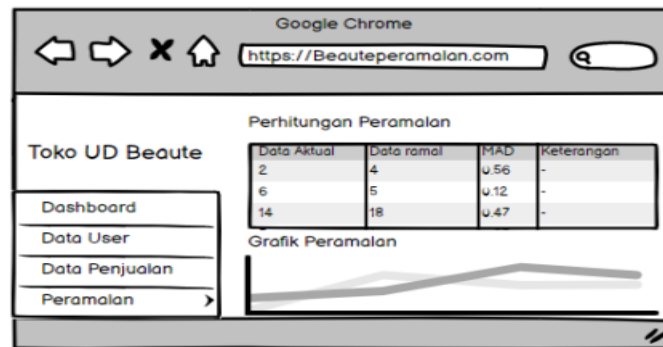 Google Chrome
https://Beauteperamalan.com
Perhitungan Peramalan
Toko UD Beaute
Data Aktual Data ramal MAD Keterangan
2 4 0.56 -
6 5 0.12 -
14 18 0.47 -
Dashboard
Data User
Data Penjualan
Peramalan
Grafik Peramalan